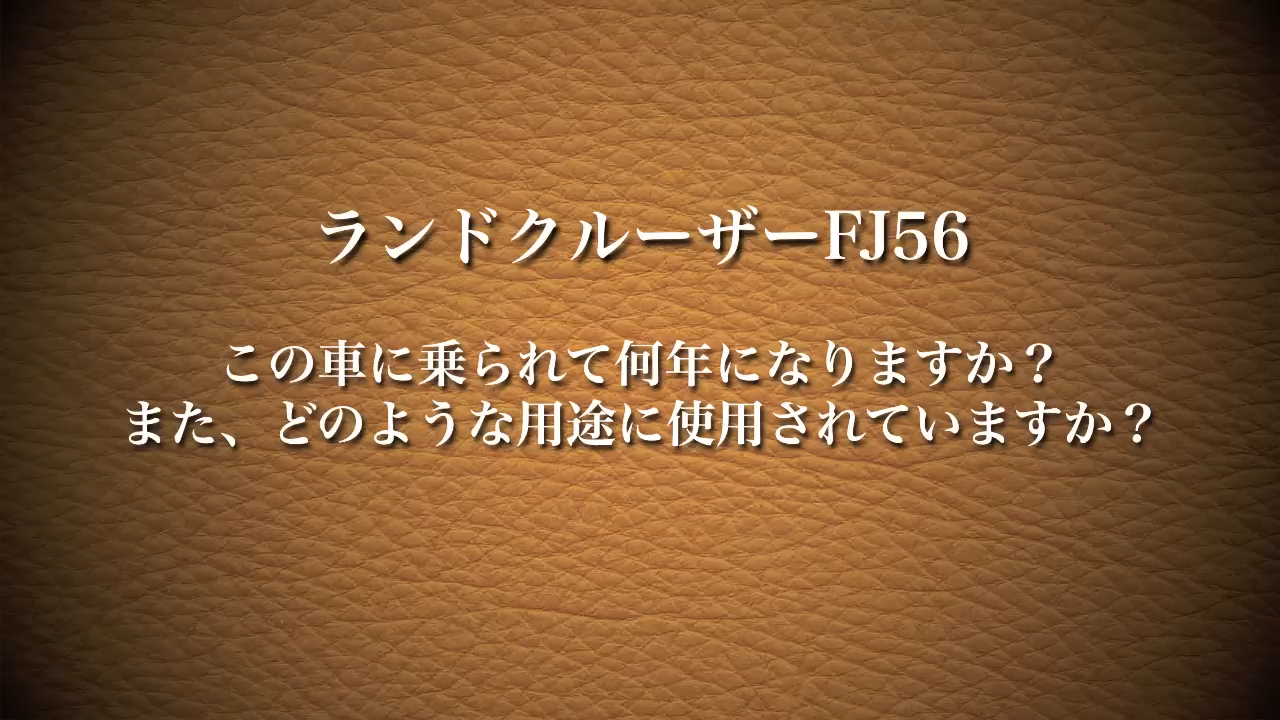 ランドクルーザーFJ56
この車に乗られて何年になりますか？
また、どのような用途に使用されていますか？